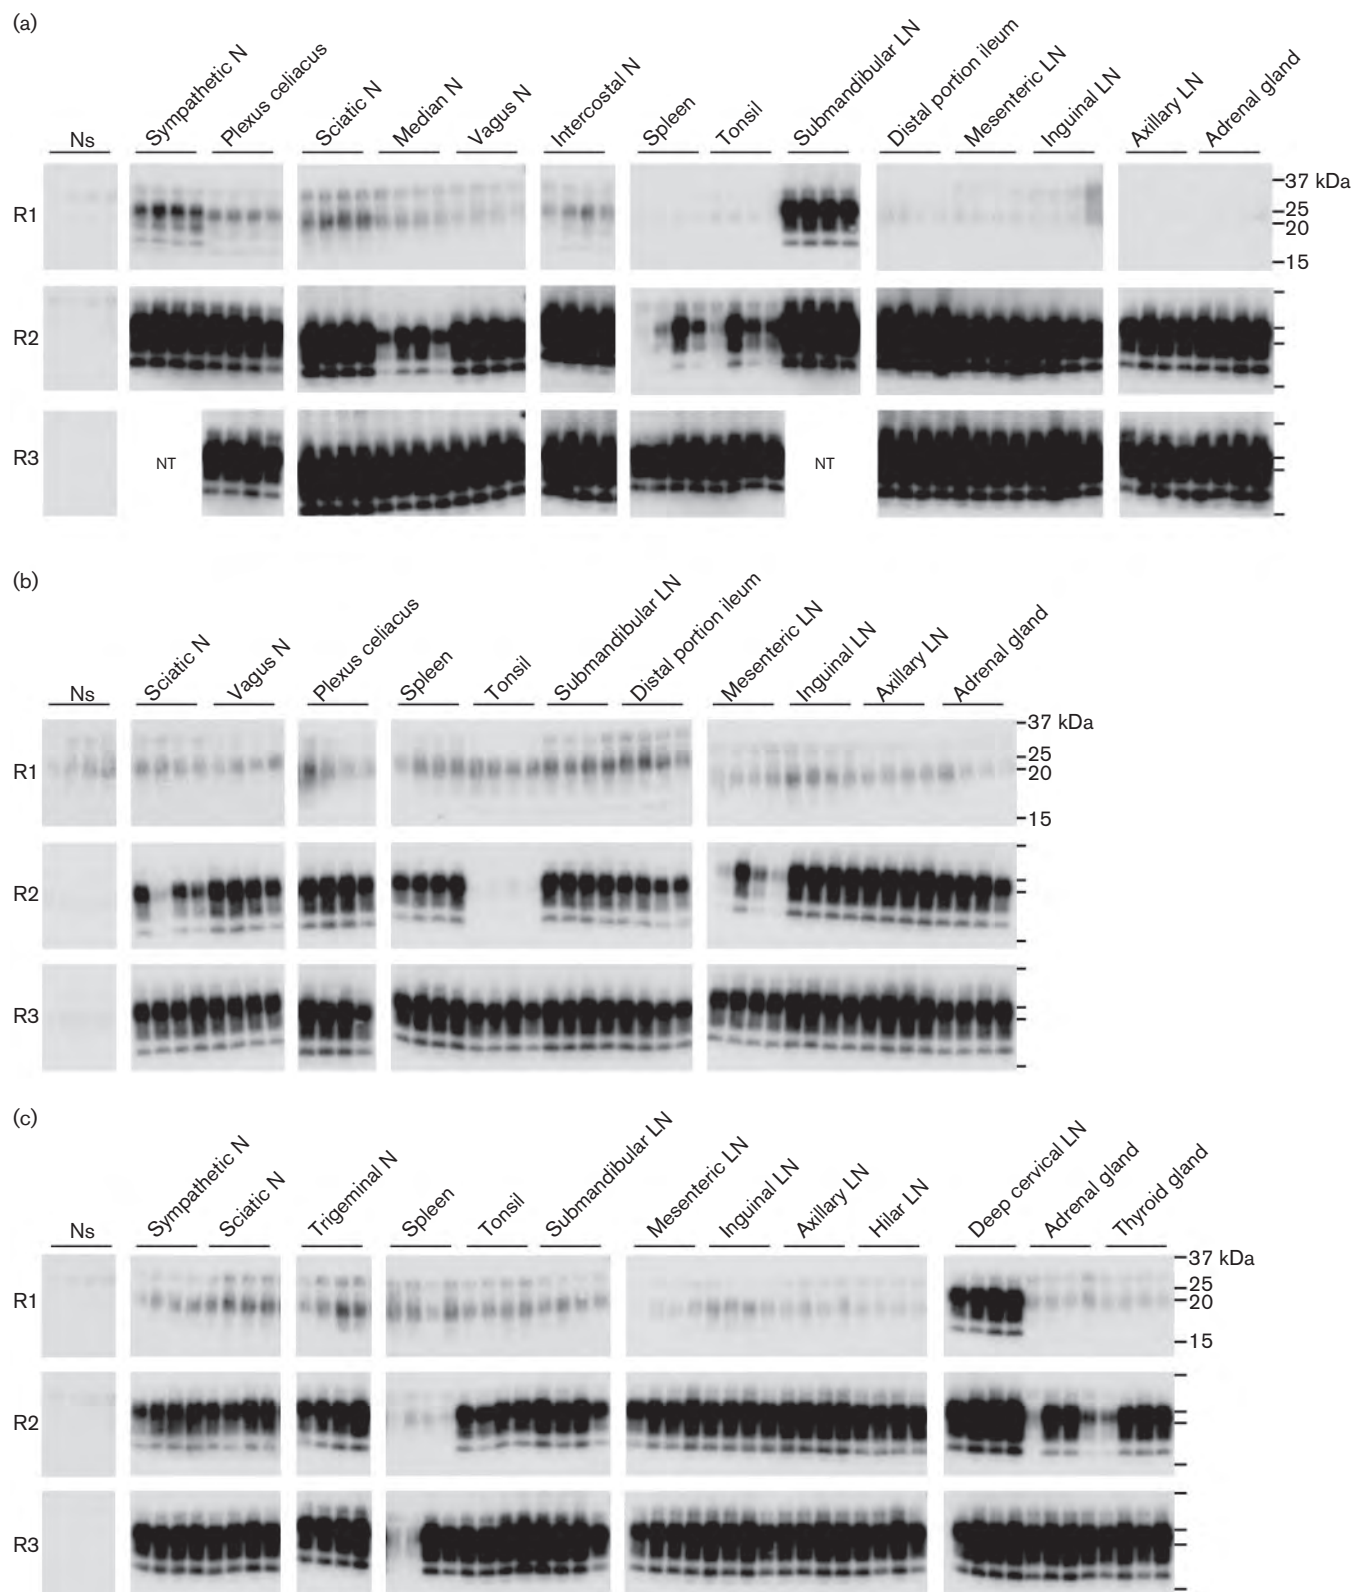 (a)
Ns
Sympathetic N
Plexus celiacus
Sciatic N
Median N
Vagus N
Intercostal N
Spleen
Tonsil
Submandibular LN
Distal portion ileum
Mesenteric LN
Inguinal LN
Axillary LN
Adrenal gland
R1
37 kDa
25
20
15
R2
R3
NT
NT
(b)
Ns
Sciatic N
Vagus N
Plexus celiacus
Spleen
Tonsil
Submandibular LN
Distal portion ileum
Mesenteric LN
Inguinal LN
Axillary LN
Adrenal gland
R1
37 kDa
25
20
15
R2
R3
(c)
Ns
Sympathetic N
Sciatic N
Trigeminal N
Spleen
Tonsil
Submandibular LN
Mesenteric LN
Inguinal LN
Axillary LN
Hilar LN
Deep cervical LN
Adrenal gland
Thyroid gland
R1
37 kDa
25
20
15
R2
R3